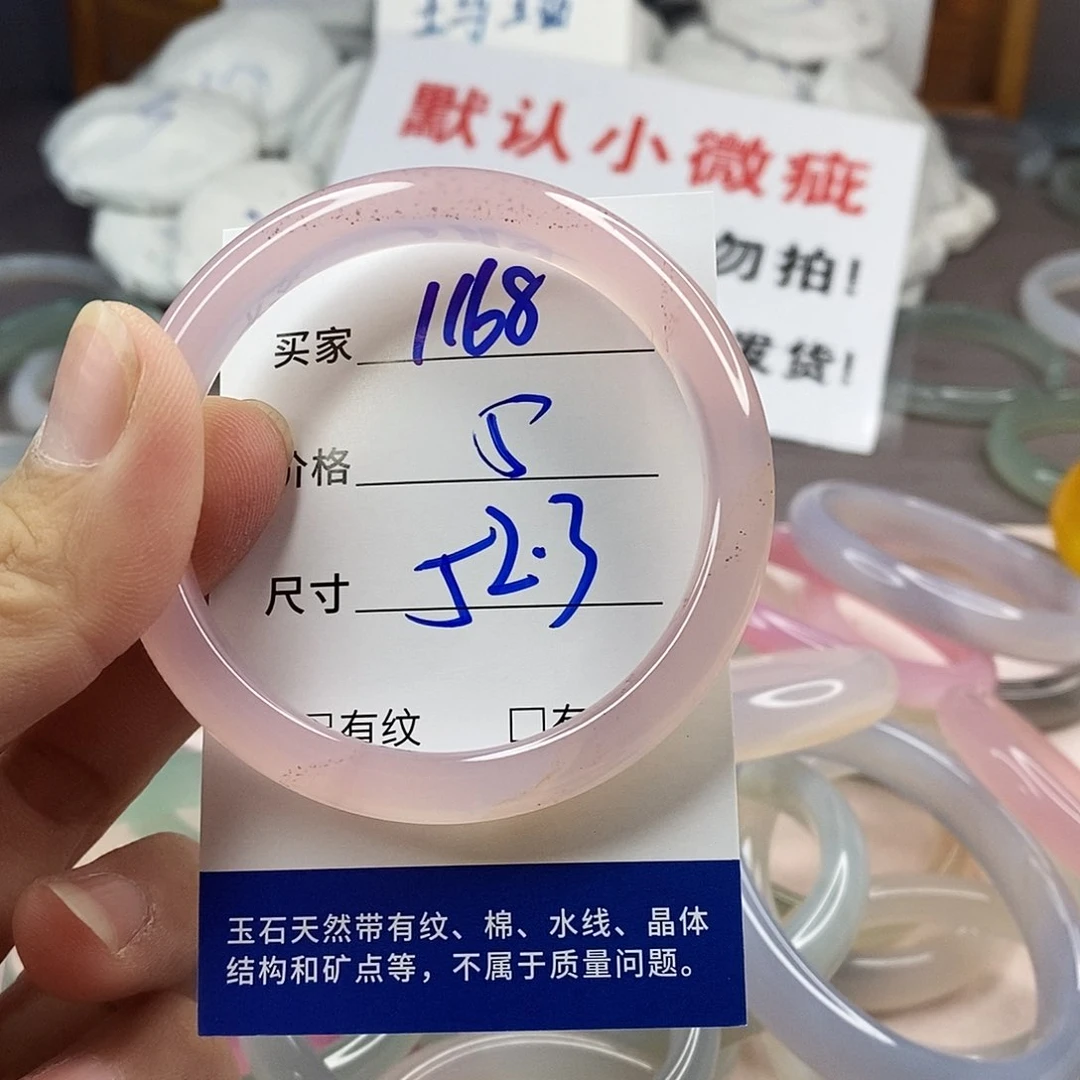 默认小微疵
勿拍!
发货!
买家 1168
价格 5
尺寸 52.3
□有纹 □有
玉石天然带有纹、棉、水线、晶体
结构和矿点等，不属于质量问题。